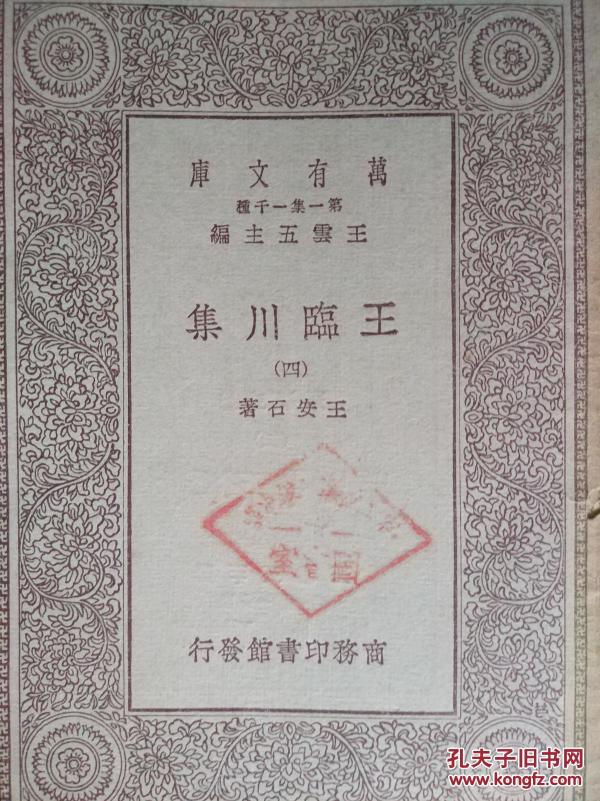 萬有文庫
第一集一千種
王雲五主編
王臨川集
(四)
王安石著
圖
室
商務印書館發行
孔夫子旧书网
www.kongfz.com